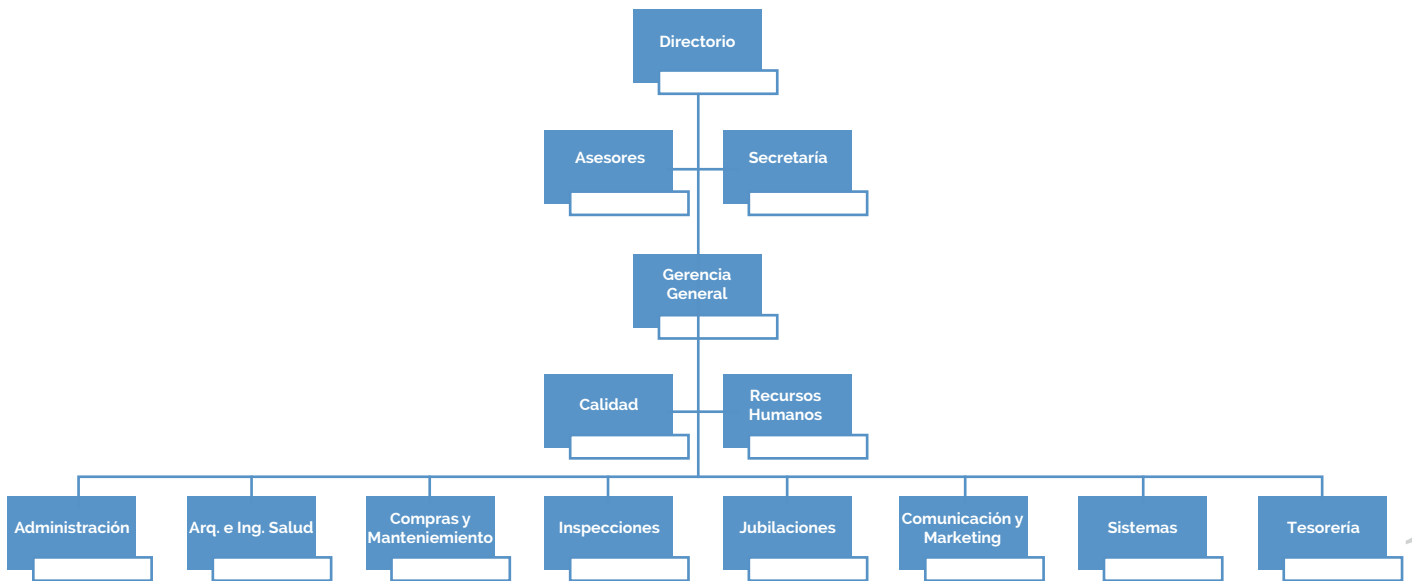 Directorio
Asesores
Secretaría
Gerencia
General
Calidad
Recursos
Humanos
Administración
Arq. e Ing. Salud
Compras y
Manteniemiento
Inspecciones
Jubilaciones
Comunicación y
Marketing
Sistemas
Tesorería